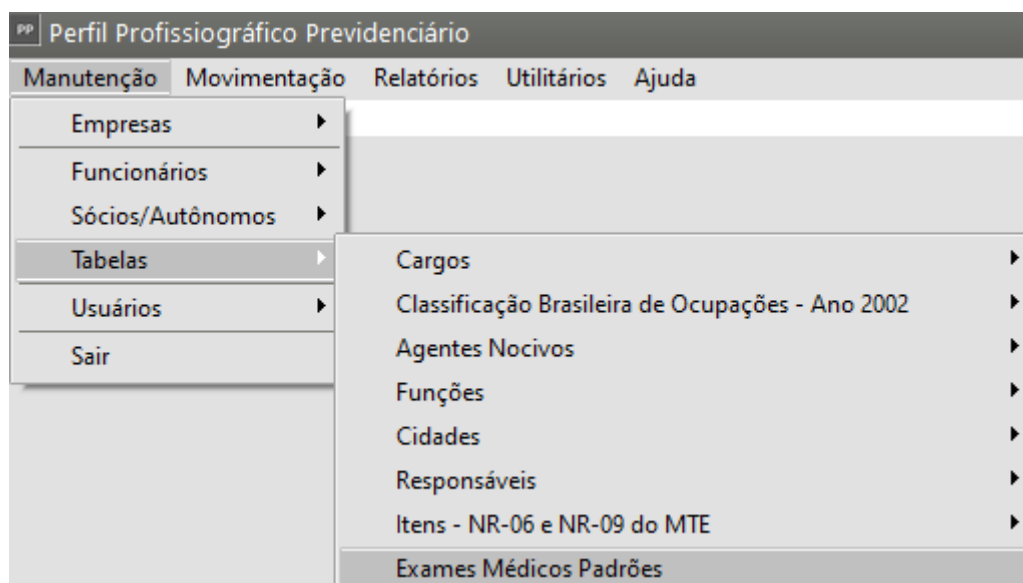 PP Perfil Profissiográfico Previdenciário
Manutenção Movimentação Relatórios Utilitários Ajuda
Empresas
Funcionários
Sócios/Autônomos
Tabelas
Usuários
Sair
Cargos
Classificação Brasileira de Ocupações - Ano 2002
Agentes Nocivos
Funções
Cidades
Responsáveis
Itens - NR-06 e NR-09 do MTE
Exames Médicos Padrões